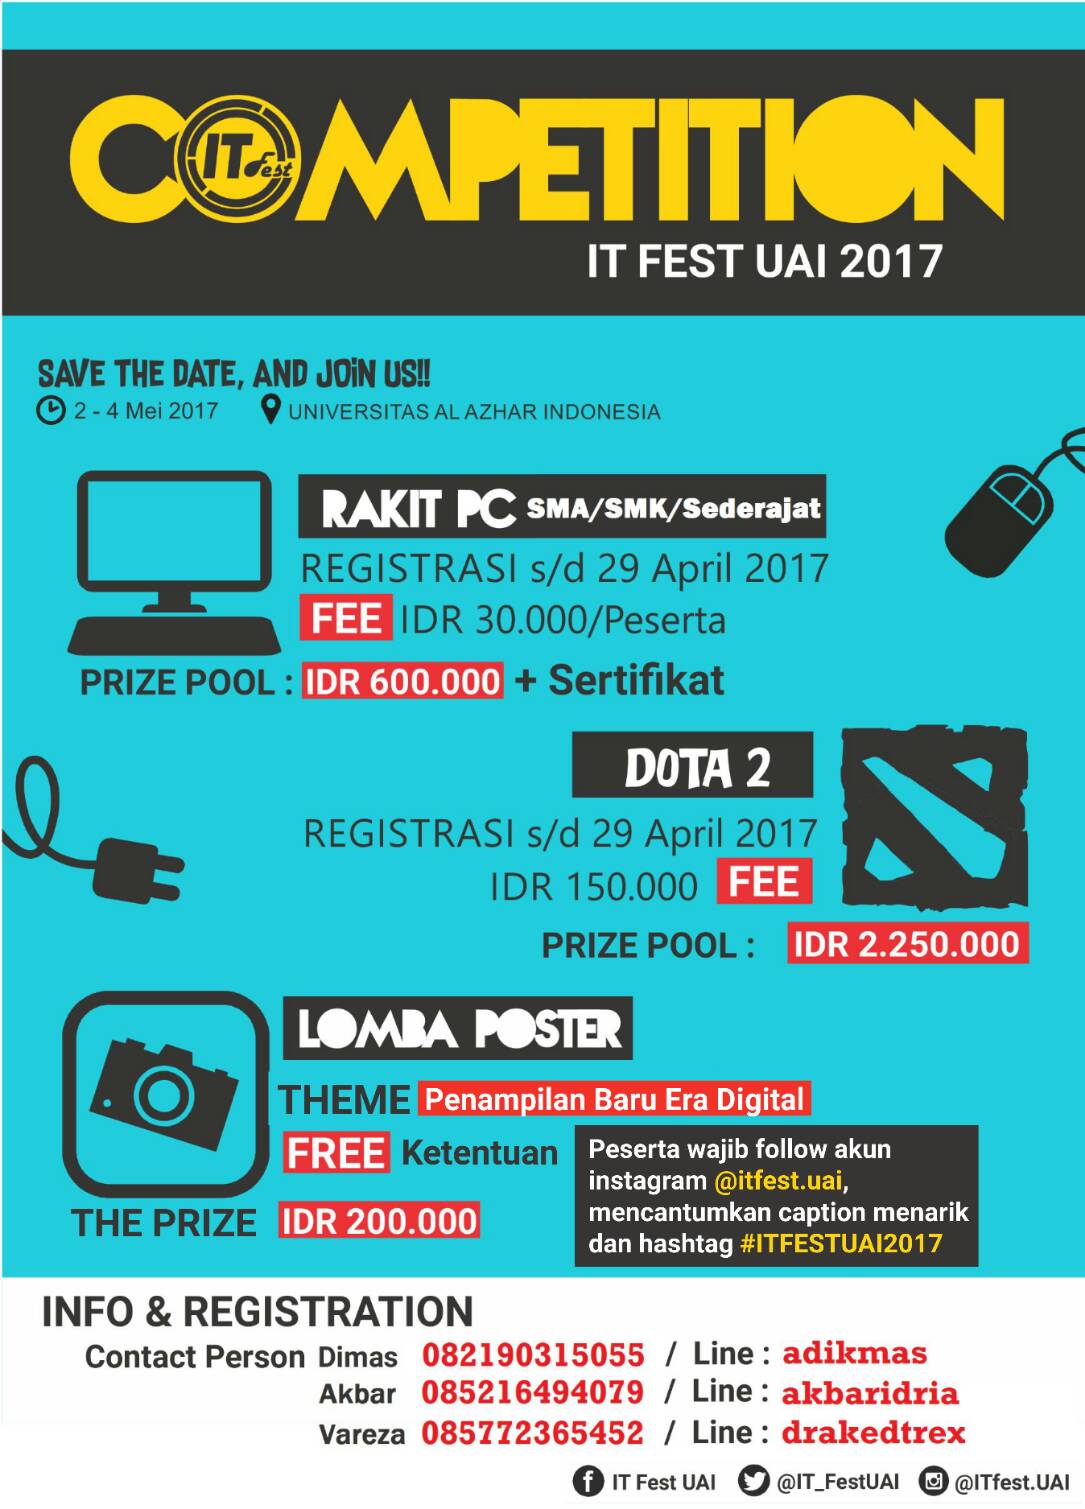 COMPETITION
IT Fest
IT FEST UAI 2017
SAVE THE DATE, AND JOIN US!!
2 - 4 Mei 2017 UNIVERSITAS AL AZHAR INDONESIA
RAKIT PC SMA/SMK/Sederajat
REGISTRASI s/d 29 April 2017
FEE IDR 30.000/Peserta
PRIZE POOL : IDR 600.000 + Sertifikat
DOTA 2
REGISTRASI s/d 29 April 2017
IDR 150.000 FEE
PRIZE POOL : IDR 2.250.000
LOMBA POSTER
THEME Penampilan Baru Era Digital
FREE Ketentuan
Peserta wajib follow akun
instagram @itfest.uai,
mencantumkan caption menarik
dan hashtag #ITFESTUAI2017
THE PRIZE IDR 200.000
INFO & REGISTRATION
Contact Person Dimas 082190315055 / Line : adikmas
Akbar 085216494079 / Line : akbaridria
Vareza 085772365452 / Line : drakedtrex
IT Fest UAI @IT_FestUAI @ITfest.UAI